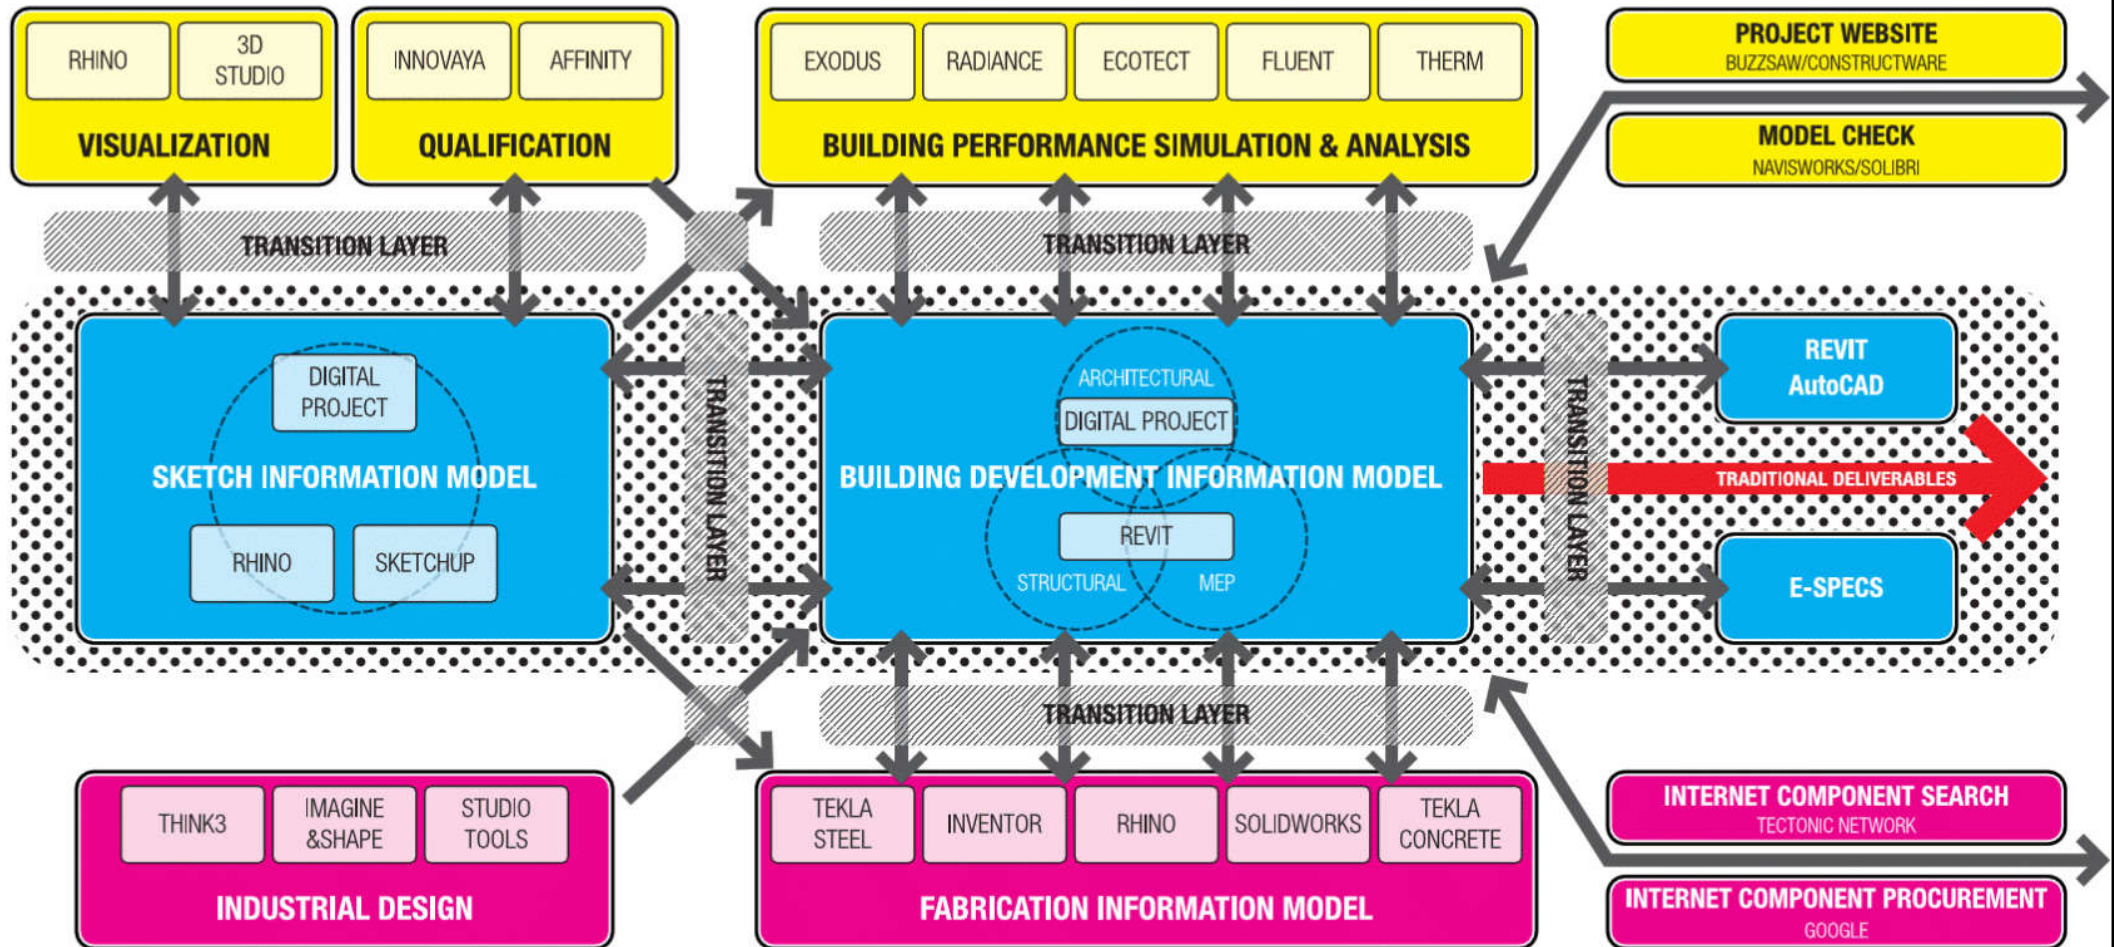 RHINO
3D
STUDIO
VISUALIZATION
INNOVAYA
AFFINITY
QUALIFICATION
EXODUS
RADIANCE
ECOTECT
FLUENT
THERM
BUILDING PERFORMANCE SIMULATION & ANALYSIS
PROJECT WEBSITE
BUZZSAW/CONSTRUCTWARE
MODEL CHECK
NAVISWORKS/SOLIBRI
TRANSITION LAYER
TRANSITION LAYER
DIGITAL
PROJECT
SKETCH INFORMATION MODEL
RHINO
SKETCHUP
TRANSITION LAYER
ARCHITECTURAL
DIGITAL PROJECT
BUILDING DEVELOPMENT INFORMATION MODEL
REVIT
STRUCTURAL
MEP
TRANSITION LAYER
REVIT
AutoCAD
TRADITIONAL DELIVERABLES
E-SPECS
TRANSITION LAYER
THINK3
IMAGINE
&SHAPE
STUDIO
TOOLS
INDUSTRIAL DESIGN
TEKLA
STEEL
INVENTOR
RHINO
SOLIDWORKS
TEKLA
CONCRETE
FABRICATION INFORMATION MODEL
INTERNET COMPONENT SEARCH
TECTONIC NETWORK
INTERNET COMPONENT PROCUREMENT
GOOGLE